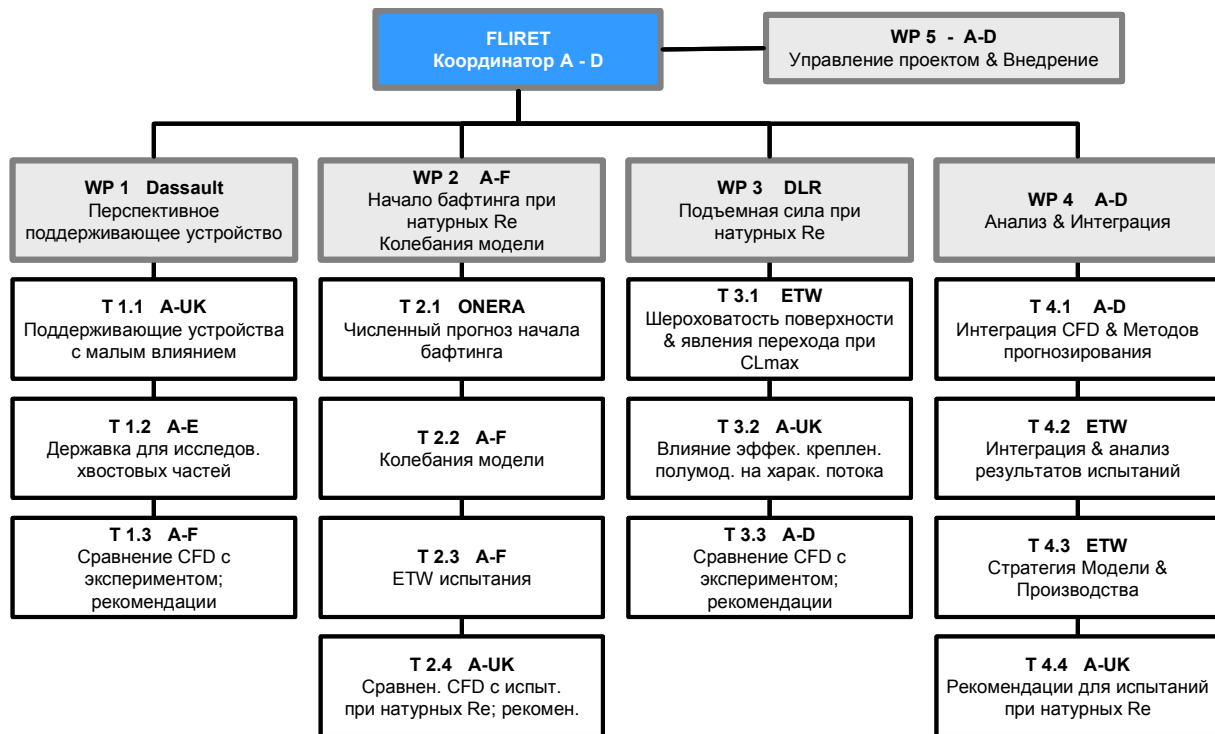 FLIRET
Координатор A - D
WP 5 - A-D
Управление проектом & Внедрение
WP 1 Dassault
Перспективное
поддерживающее устройство
WP 2 A-F
Начало бафтинга при
натурных Re
Колебания модели
WP 3 DLR
Подъемная сила при
натурных Re
WP 4 A-D
Анализ & Интеграция
T 1.1 A-UK
Поддерживающие устройства
с малым влиянием
T 2.1 ONERA
Численный прогноз начала
бафтинга
T 3.1 ETW
Шероховатость поверхности
& явления перехода при
CLmax
T 4.1 A-D
Интеграция CFD & Методов
прогнозирования
T 1.2 A-E
Державка для исследов.
хвостовых частей
T 2.2 A-F
Колебания модели
T 3.2 A-UK
Влияние эффек. креплен.
полумод. на харак. потока
T 4.2 ETW
Интеграция & анализ
результатов испытаний
T 1.3 A-F
Сравнение CFD с
экспериментом;
рекомендации
T 2.3 A-F
ETW испытания
T 3.3 A-D
Сравнение CFD с
экспериментом;
рекомендации
T 4.3 ETW
Стратегия Модели &
Производства
T 2.4 A-UK
Сравнен. CFD с испыт.
при натурных Re; рекомен.
T 4.4 A-UK
Рекомендации для испытаний
при натурных Re